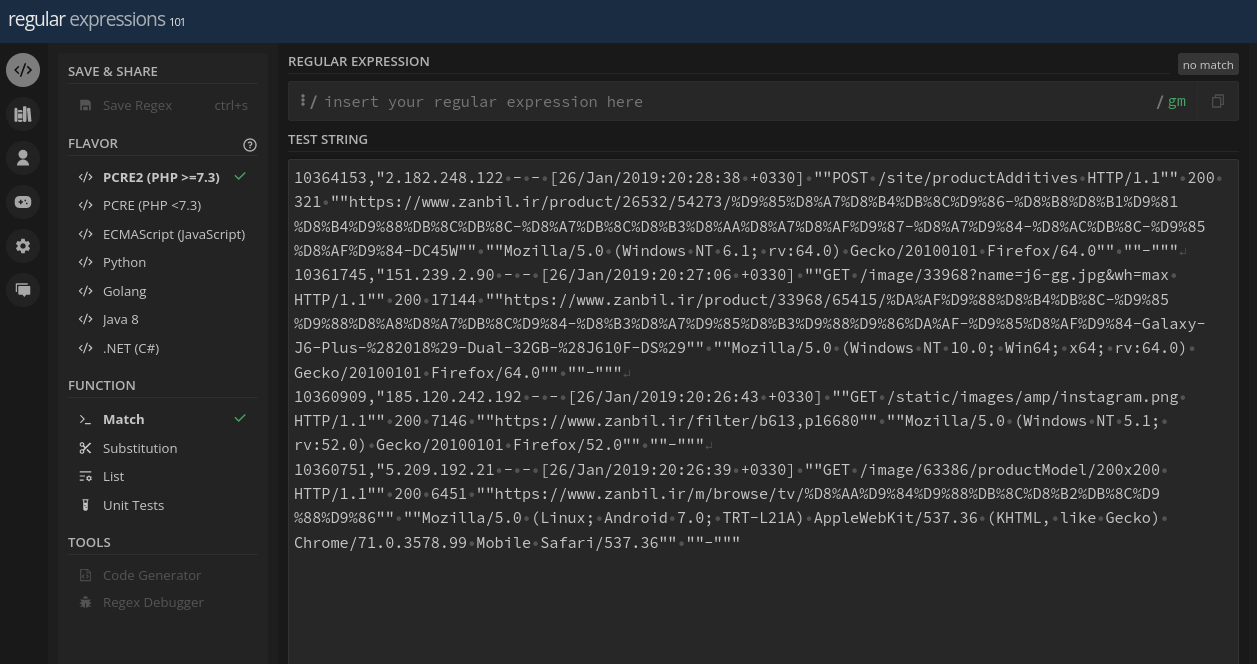 regular expressions 101
SAVE & SHARE
Save Regex ctrl+s
FLAVOR
PCRE2 (PHP >=7.3)
PCRE (PHP <7.3)
ECMAScript (JavaScript)
Python
Golang
Java 8
.NET (C#)
FUNCTION
Match
Substitution
List
Unit Tests
TOOLS
Code Generator
Regex Debugger
REGULAR EXPRESSION
no match
/ insert your regular expression here / gm
TEST STRING
10364153,"2.182.248.122 - - [26/Jan/2019:20:28:38 +0330] ""POST /site/productAdditives HTTP/1.1"" 200
321 ""https://www.zanbil.ir/product/26532/54273/%D9%85%D8%A7%D8%B4%DB%8C%D9%86-%D8%B8%D8%B1%D9%81
%D8%B4%D9%88%DB%8C%DB%8C-%D8%A7%DB%8C%D8%B3%D8%AA%D8%A7%D8%AF%D9%87-%D8%A7%D9%84-%D8%AC%DB%8C-%D9%85
%D8%AF%D9%84-DC45W"" ""Mozilla/5.0 (Windows NT 6.1; rv:64.0) Gecko/20100101 Firefox/64.0"" ""-"""
10361745,"151.239.2.90 - - [26/Jan/2019:20:27:06 +0330] ""GET /image/33968?name=j6-gg.jpg&wh=max
HTTP/1.1"" 200 17144 ""https://www.zanbil.ir/product/33968/65415/%DA%AF%D9%88%D8%B4%DB%8C-%D9%85
%D9%88%D8%A8%D8%A7%DB%8C%D9%84-%D8%B3%D8%A7%D9%85%D8%B3%D9%88%D9%86%DA%AF-%D9%85%D8%AF%D9%84-Galaxy-
J6-Plus-%282018%29-Dual-32GB-%28J610F-DS%29"" ""Mozilla/5.0 (Windows NT 10.0; Win64; x64; rv:64.0)
Gecko/20100101 Firefox/64.0"" ""-"""
10360909,"185.120.242.192 - - [26/Jan/2019:20:26:43 +0330] ""GET /static/images/amp/instagram.png
HTTP/1.1"" 200 7146 ""https://www.zanbil.ir/filter/b613,p16680"" ""Mozilla/5.0 (Windows NT 5.1;
rv:52.0) Gecko/20100101 Firefox/52.0"" ""-"""
10360751,"5.209.192.21 - - [26/Jan/2019:20:26:39 +0330] ""GET /image/63386/productModel/200x200
HTTP/1.1"" 200 6451 ""https://www.zanbil.ir/m/browse/tv/%D8%AA%D9%84%D9%88%DB%8C%D8%B2%DB%8C%D9
%88%D9%86"" ""Mozilla/5.0 (Linux; Android 7.0; TRT-L21A) AppleWebKit/537.36 (KHTML, like Gecko)
Chrome/71.0.3578.99 Mobile Safari/537.36"" ""-"""